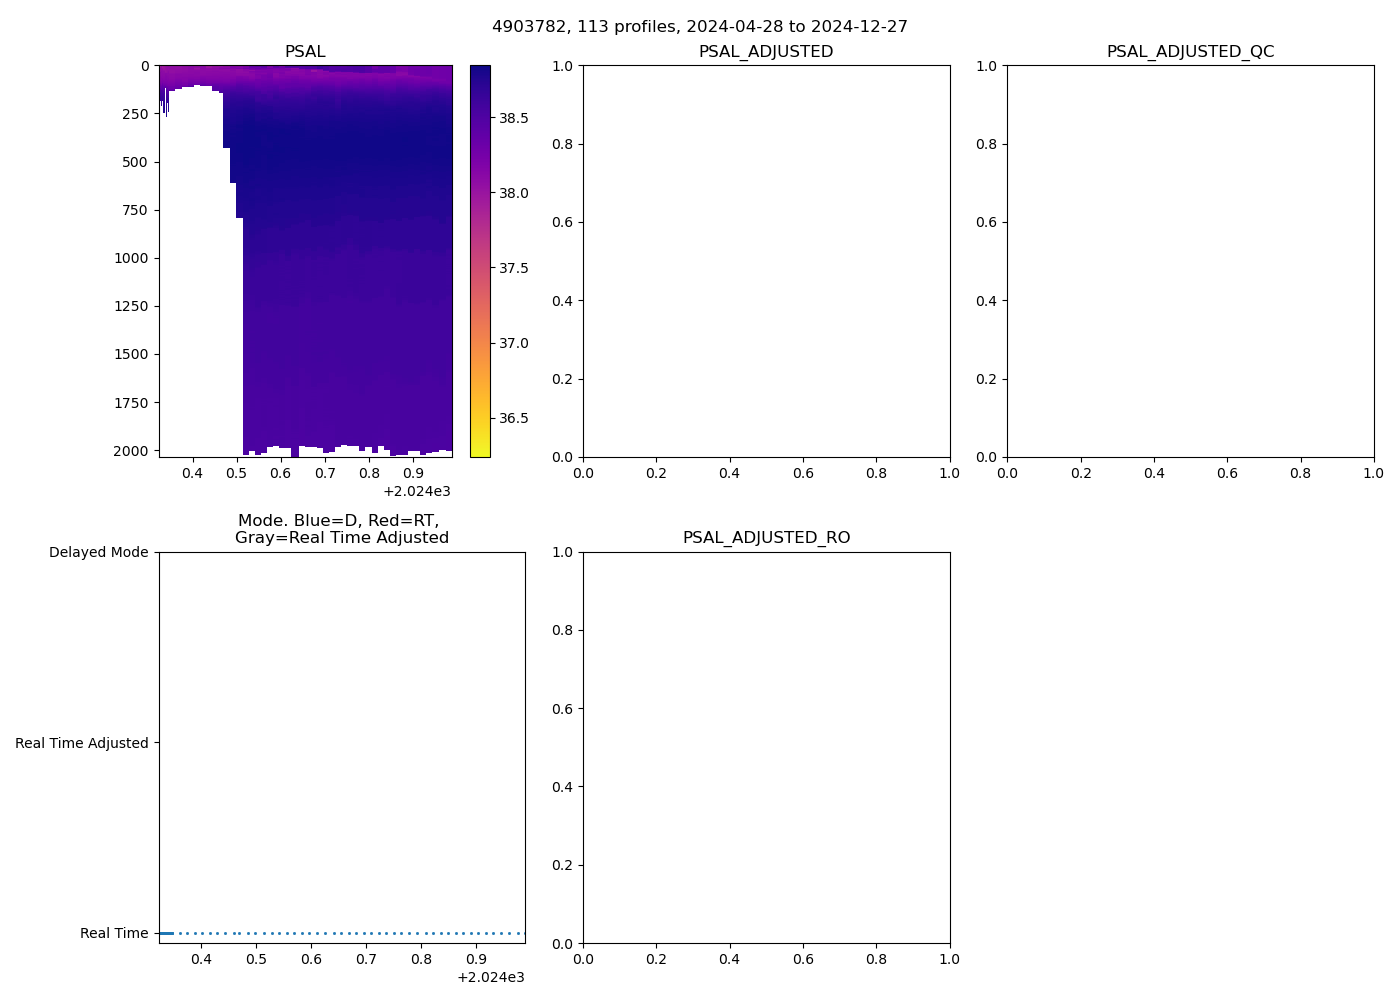 4903782, 113 profiles, 2024-04-28 to 2024-12-27
PSAL
0
250
500
750
1000
1250
1500
1750
2000
0.4 0.5 0.6 0.7 0.8 0.9
+2.024e3
38.5
38.0
37.5
37.0
36.5
PSAL_ADJUSTED
1.0
0.8
0.6
0.4
0.2
0.0
0.0 0.2 0.4 0.6 0.8 1.0
PSAL_ADJUSTED_QC
1.0
0.8
0.6
0.4
0.2
0.0
0.0 0.2 0.4 0.6 0.8 1.0
Mode. Blue=D, Red=RT,
Gray=Real Time Adjusted
Delayed Mode
Real Time Adjusted
Real Time
0.4 0.5 0.6 0.7 0.8 0.9
+2.024e3
PSAL_ADJUSTED_RO
1.0
0.8
0.6
0.4
0.2
0.0
0.0 0.2 0.4 0.6 0.8 1.0